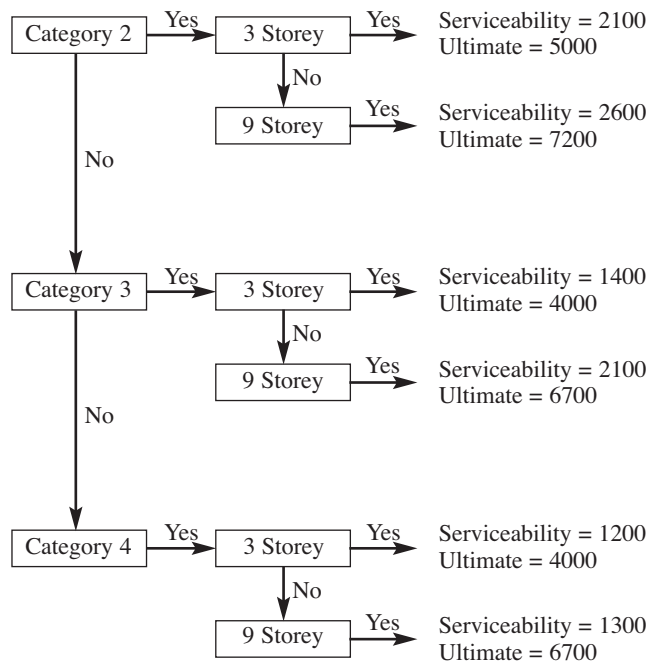 Category 2 Yes 3 Storey Yes Serviceability = 2100
Ultimate = 5000
No
9 Storey Yes Serviceability = 2600
Ultimate = 7200
No
Category 3 Yes 3 Storey Yes Serviceability = 1400
Ultimate = 4000
No
9 Storey Yes Serviceability = 2100
Ultimate = 6700
No
Category 4 Yes 3 Storey Yes Serviceability = 1200
Ultimate = 4000
No
9 Storey Yes Serviceability = 1300
Ultimate = 6700